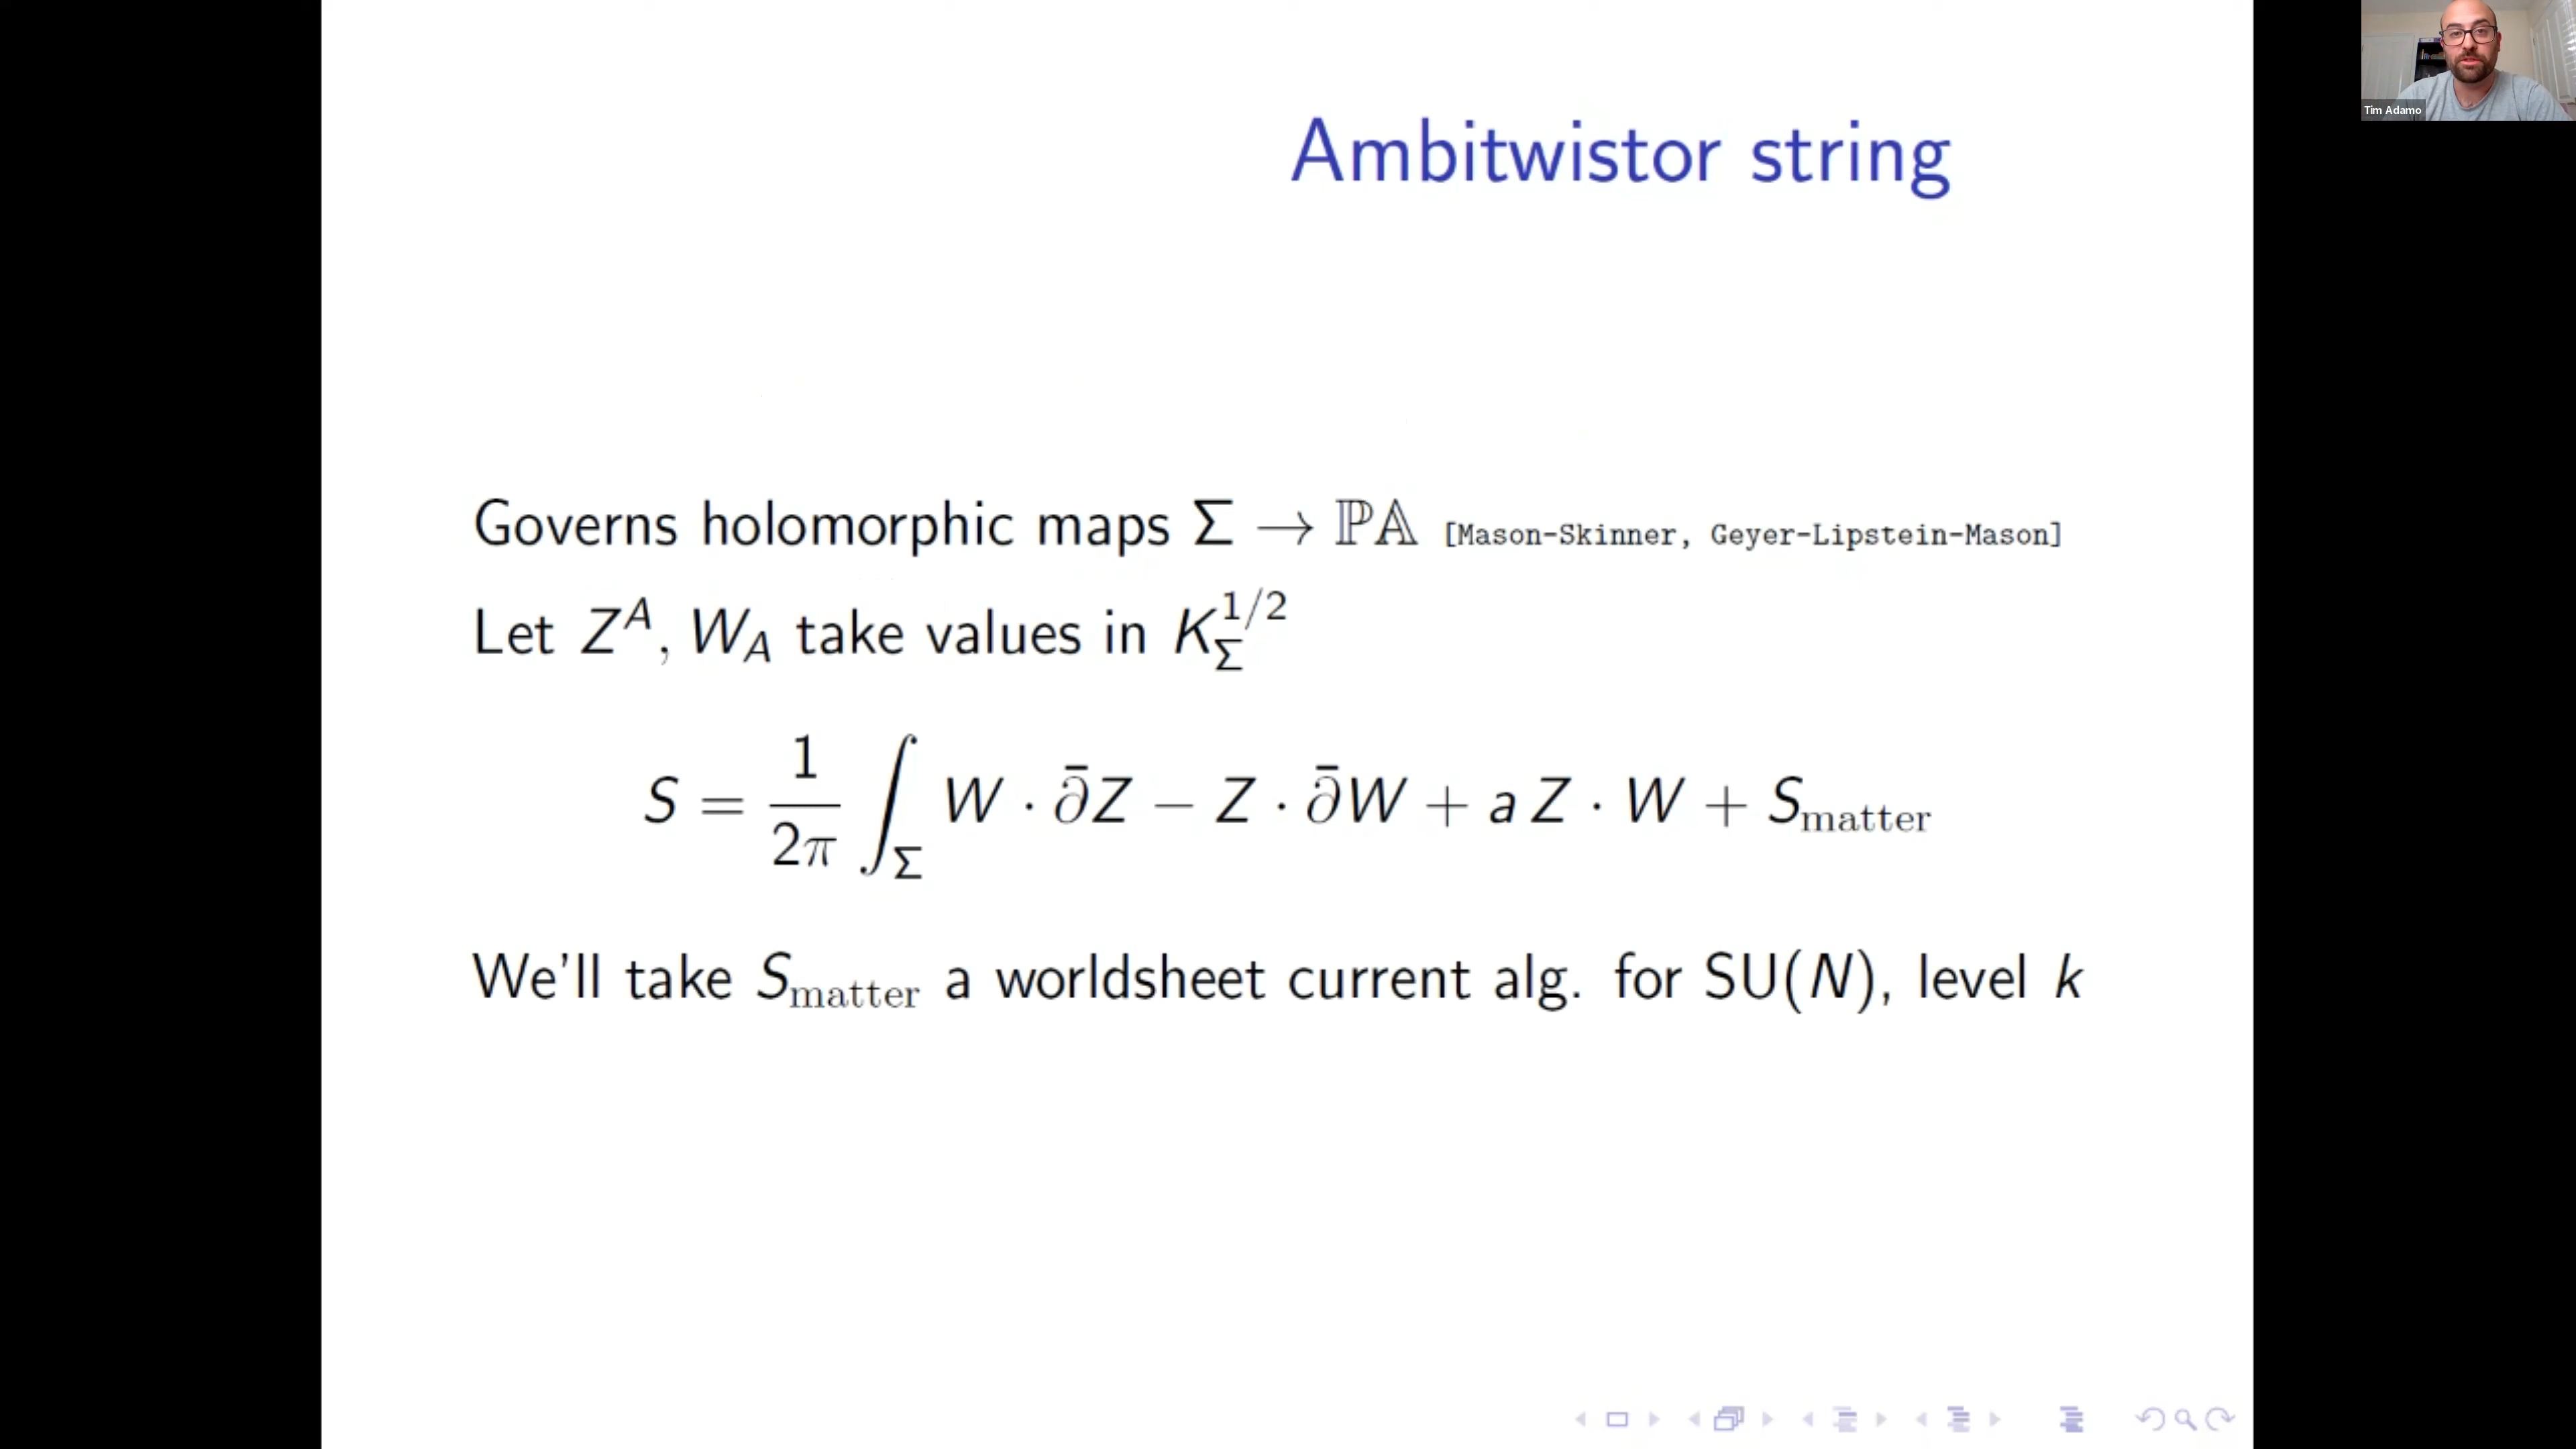 Tim Adamo
Ambitwistor string
Governs holomorphic maps Σ → ℙ𝔸 [Mason-Skinner, Geyer-Lipstein-Mason]
Let Z^A, W_A take values in K_Σ^{1/2}
S = \frac{1}{2π} ∫_Σ W · ∂̄Z − Z · ∂̄W + a Z · W + S_matter
We'll take S_matter a worldsheet current alg. for SU(N), level k